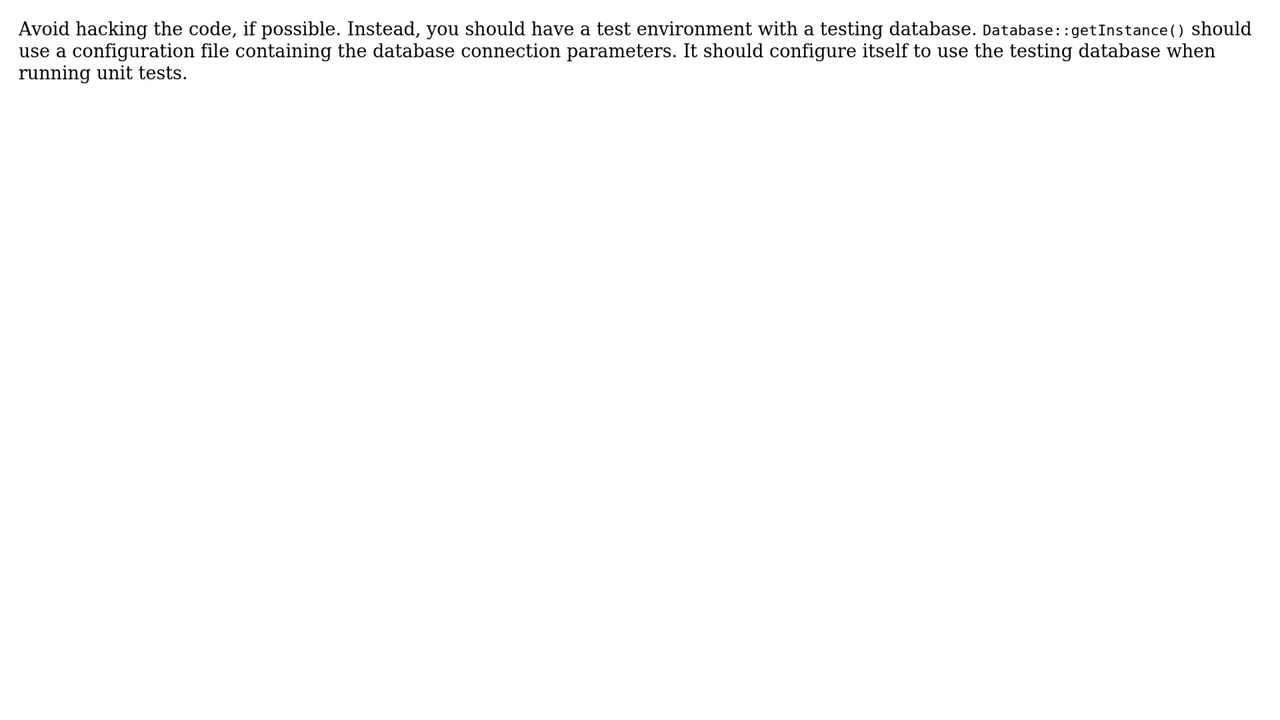 Avoid hacking the code, if possible. Instead, you should have a test environment with a testing database. Database::getInstance() should
use a configuration file containing the database connection parameters. It should configure itself to use the testing database when
running unit tests.